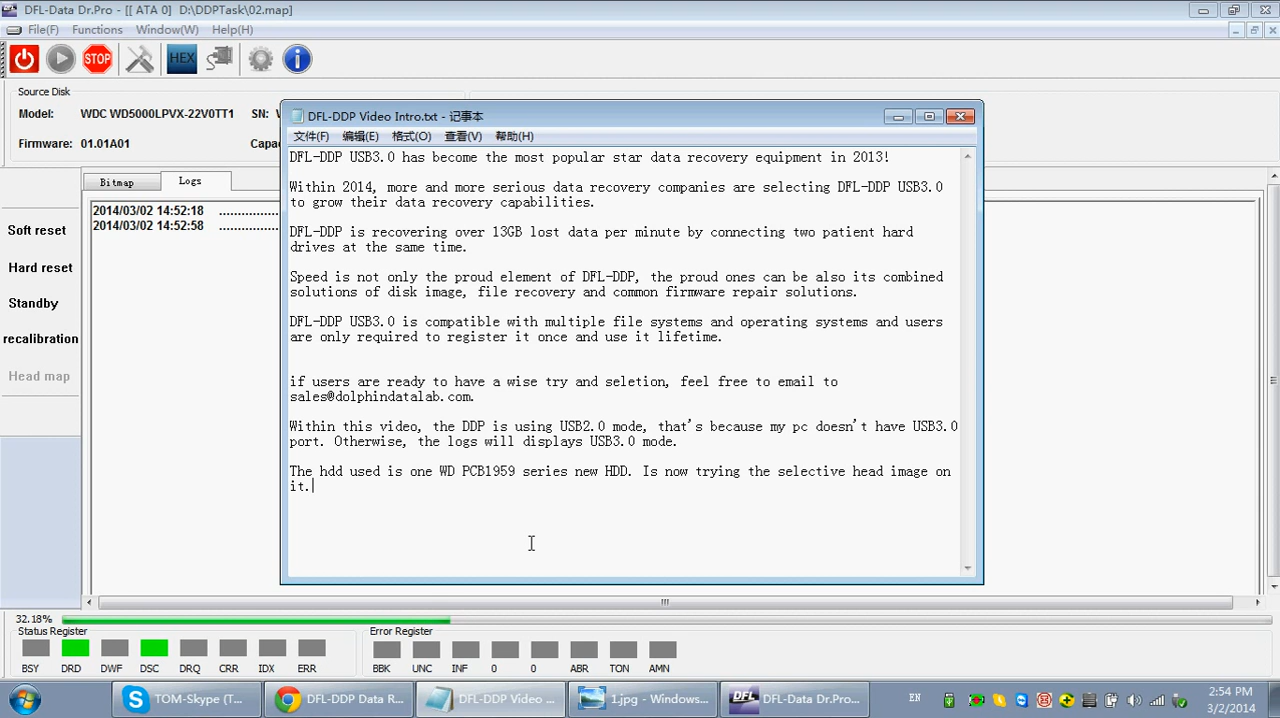 DFL-Data Dr.Pro - [[ ATA 0]  D:\DDPTask\02.map]
File(F) Functions Window(W) Help(H)
STOP HEX
Source Disk
Model: WDC WD5000LPVX-22V0TT1 SN:
Firmware: 01.01A01 Capac
Bitmap Logs
2014/03/02 14:52:18 ................
2014/03/02 14:52:58 ................
Soft reset
Hard reset
Standby
recalibration
Head map
DFL-DDP Video Intro.txt - 记事本
文件(F) 编辑(E) 格式(O) 查看(V) 帮助(H)
DFL-DDP USB3.0 has become the most popular star data recovery equipment in 2013!
Within 2014, more and more serious data recovery companies are selecting DFL-DDP USB3.0
to grow their data recovery capabilities.
DFL-DDP is recovering over 13GB lost data per minute by connecting two patient hard
drives at the same time.
Speed is not only the proud element of DFL-DDP, the proud ones can be also its combined
solutions of disk image, file recovery and common firmware repair solutions.
DFL-DDP USB3.0 is compatible with multiple file systems and operating systems and users
are only required to register it once and use it lifetime.
if users are ready to have a wise try and seletion, feel free to email to
sales@dolphindatalab.com.
Within this video, the DDP is using USB2.0 mode, that's because my pc doesn't have USB3.0
port. Otherwise, the logs will displays USB3.0 mode.
The hdd used is one WD PCB1959 series new HDD. Is now trying the selective head image on
it.
32.18%
Status Register Error Register
BSY DRD DWF DSC DRQ CRR IDX ERR BBK UNC INF 0 0 ABR TON AMN
TOM-Skype (T... DFL-DDP Data R... DFL-DDP Video ... 1.jpg - Windows... DFL DFL-Data Dr.Pro... EN 2:54 PM
3/2/2014